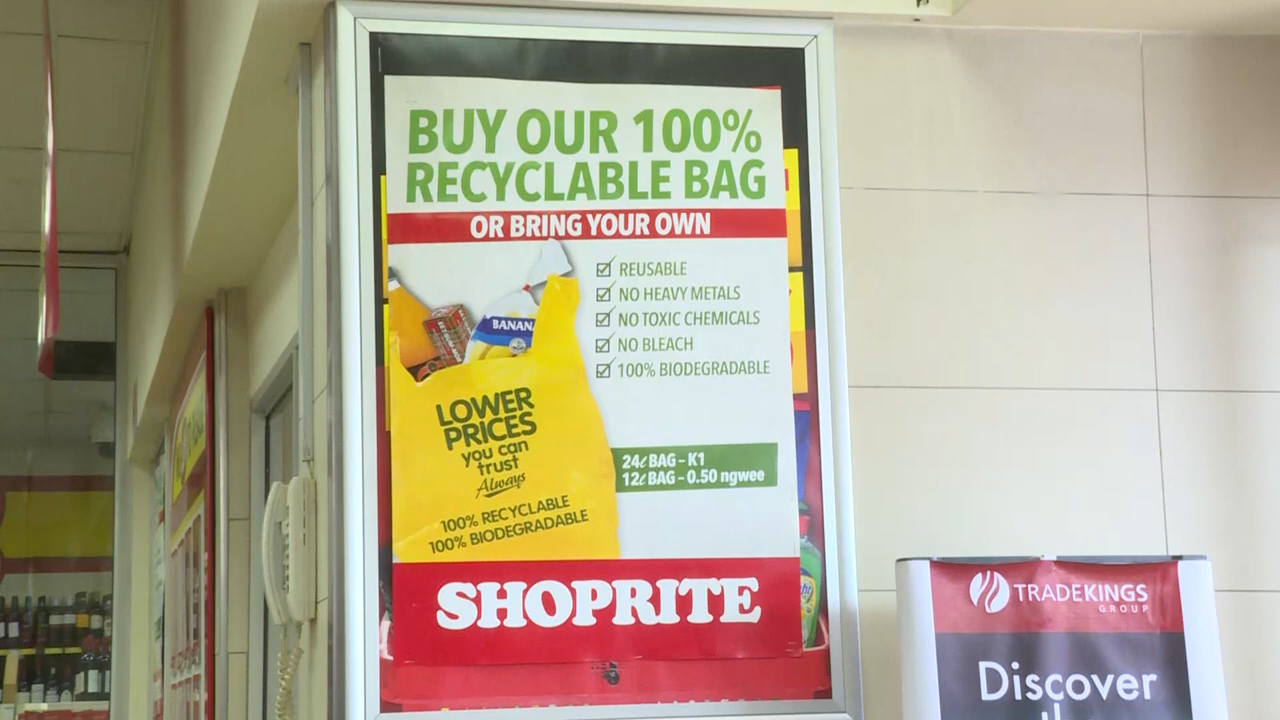 BUY OUR 100%
RECYCLABLE BAG
OR BRING YOUR OWN
REUSABLE
NO HEAVY METALS
NO TOXIC CHEMICALS
NO BLEACH
100% BIODEGRADABLE
BANAN
LOWER
PRICES
you can
trust
Always
100% RECYCLABLE
100% BIODEGRADABLE
24ℓ BAG – K1
12ℓ BAG – 0.50 ngwee
SHOPRITE
TRADEKINGS
GROUP
Discover